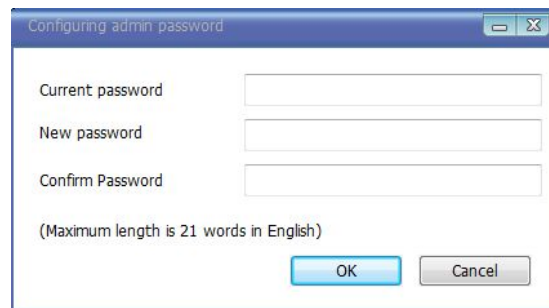 Configuring admin password
Current password
New password
Confirm Password
(Maximum length is 21 words in English)
OK Cancel